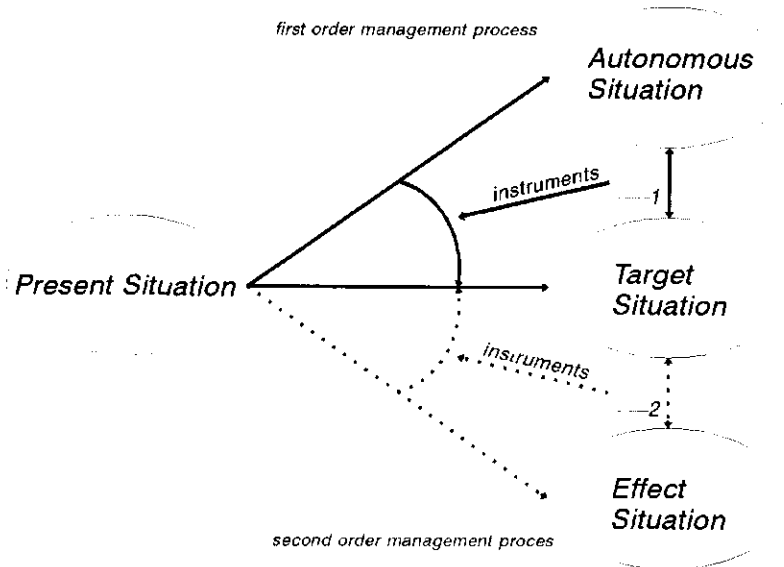 first order management process
Autonomous
Situation
instruments
1
Present Situation
Target
Situation
instruments
2
Effect
Situation
second order management proces